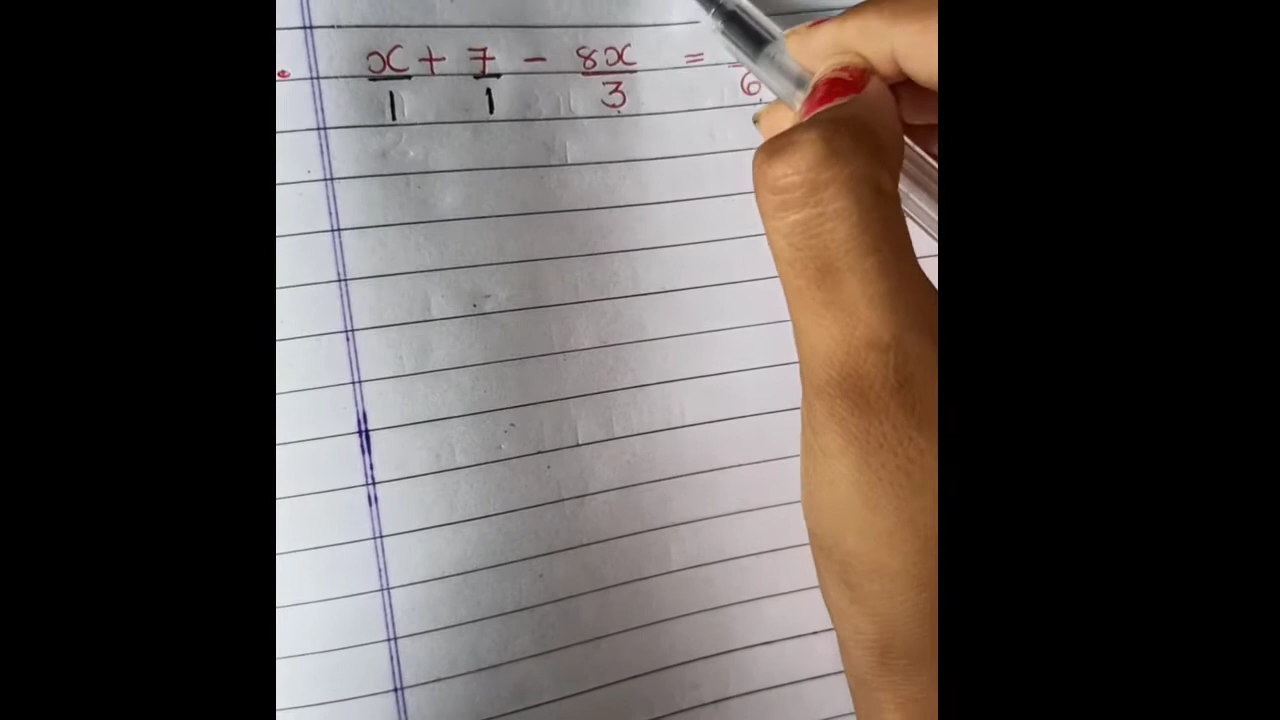 . x/1 + 7/1 - 8x/3 = /6